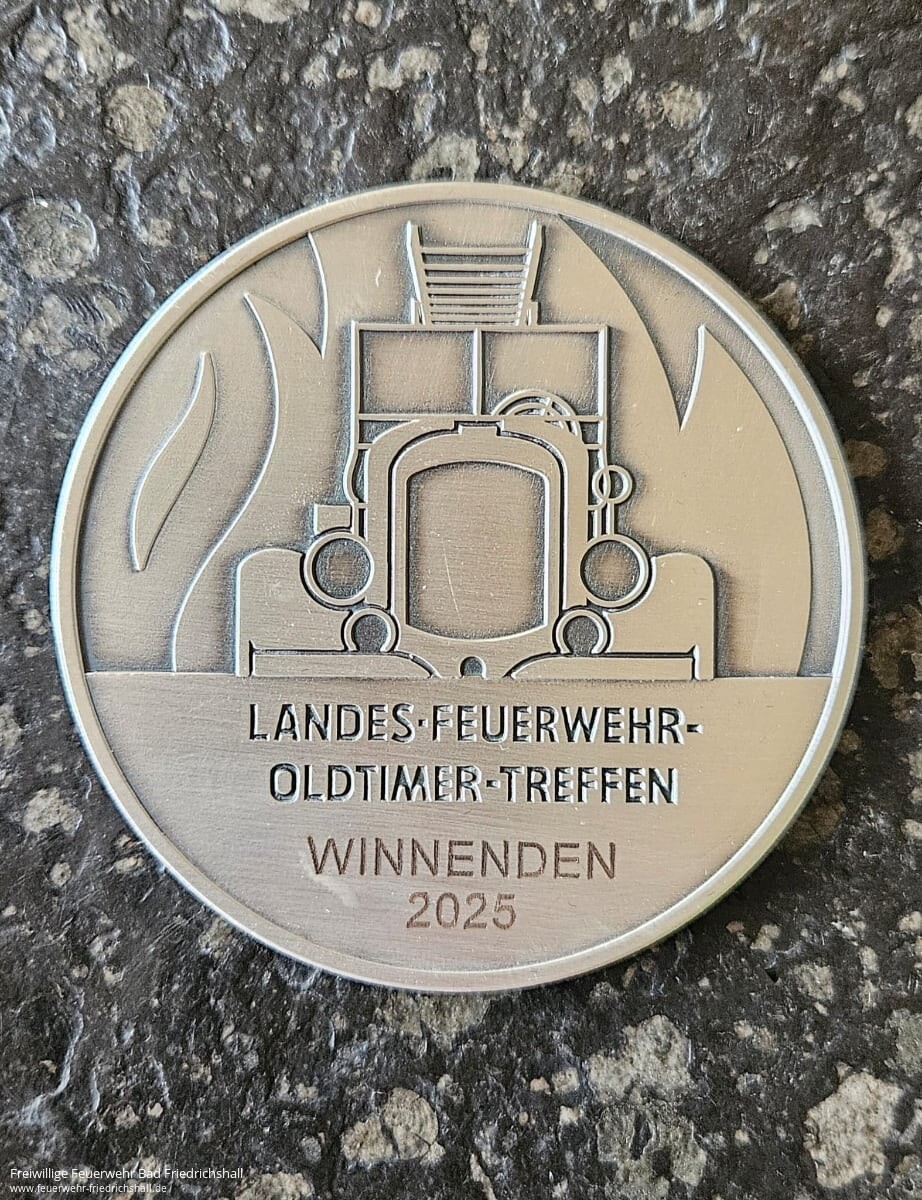 LANDES-FEUERWEHR-
OLDTIMER-TREFFEN
WINNENDEN
2025
Freiwillige Feuerwehr Bad Friedrichshall
www.feuerwehr-friedrichshall.de